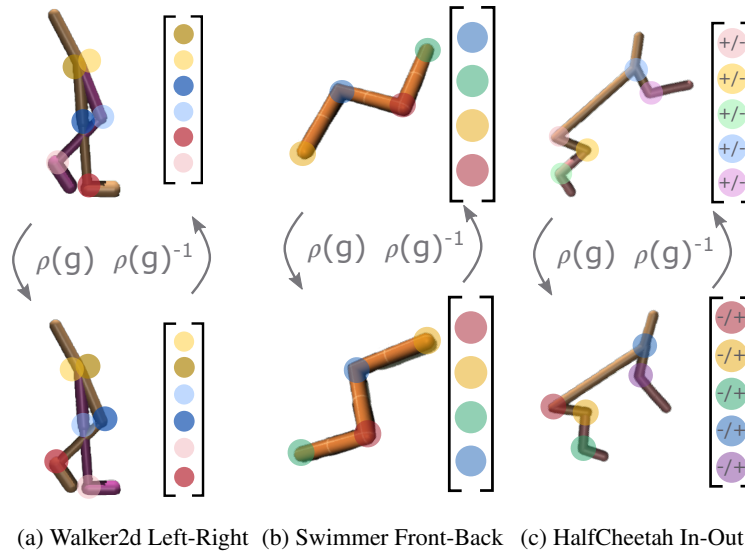 +/-
+/-
+/-
+/-
+/-
ρ(g) ρ(g)⁻¹
ρ(g) ρ(g)⁻¹
ρ(g) ρ(g)⁻¹
-/+
-/+
-/+
-/+
-/+
(a) Walker2d Left-Right (b) Swimmer Front-Back (c) HalfCheetah In-Out